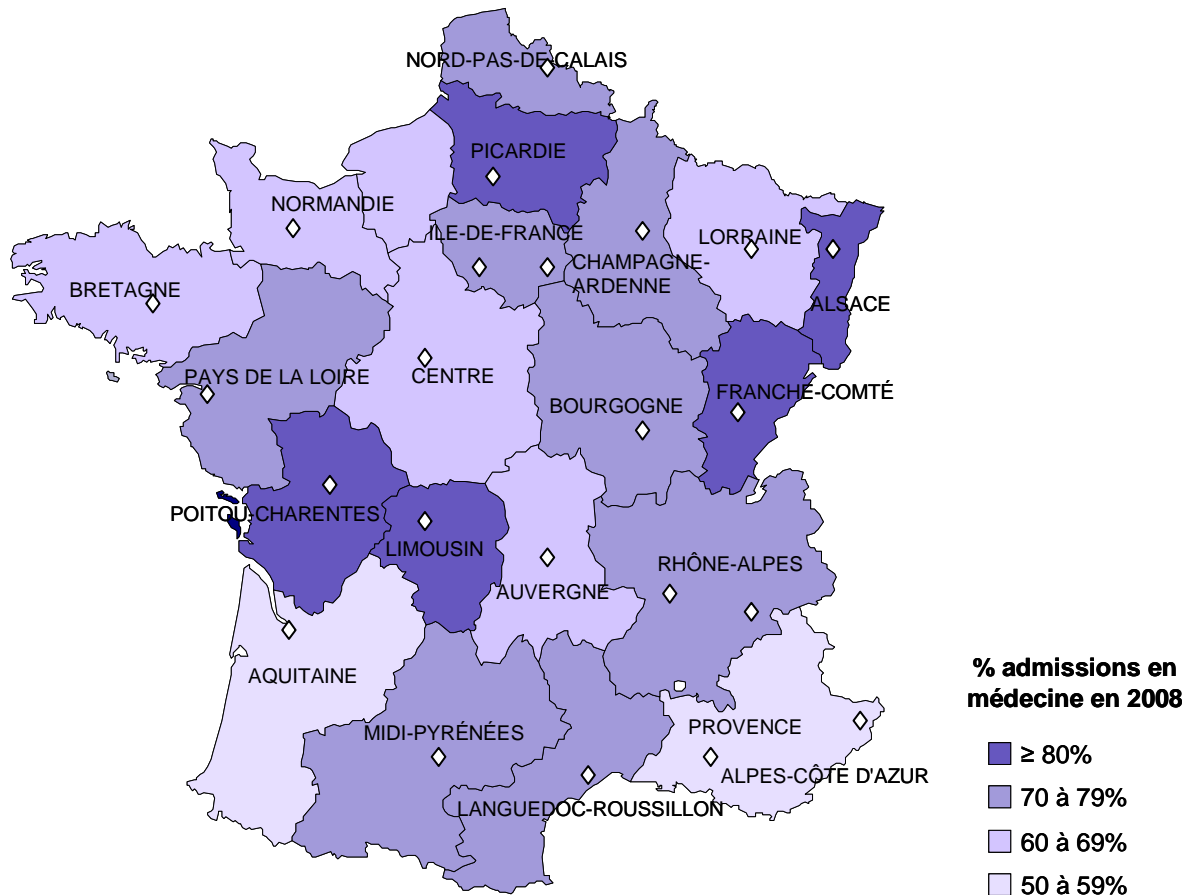 NORD-PAS-DE-CALAIS
PICARDIE
NORMANDIE
ILE-DE-FRANCE
LORRAINE
CHAMPAGNE-
ARDENNE
BRETAGNE
ALSACE
PAYS DE LA LOIRE
CENTRE
FRANCHE-COMTÉ
BOURGOGNE
POITOU-CHARENTES
LIMOUSIN
RHÔNE-ALPES
AUVERGNE
AQUITAINE
MIDI-PYRÉNÉES
PROVENCE
ALPES-CÔTE D'AZUR
LANGUEDOC-ROUSSILLON
% admissions en
médecine en 2008
≥ 80%
70 à 79%
60 à 69%
50 à 59%